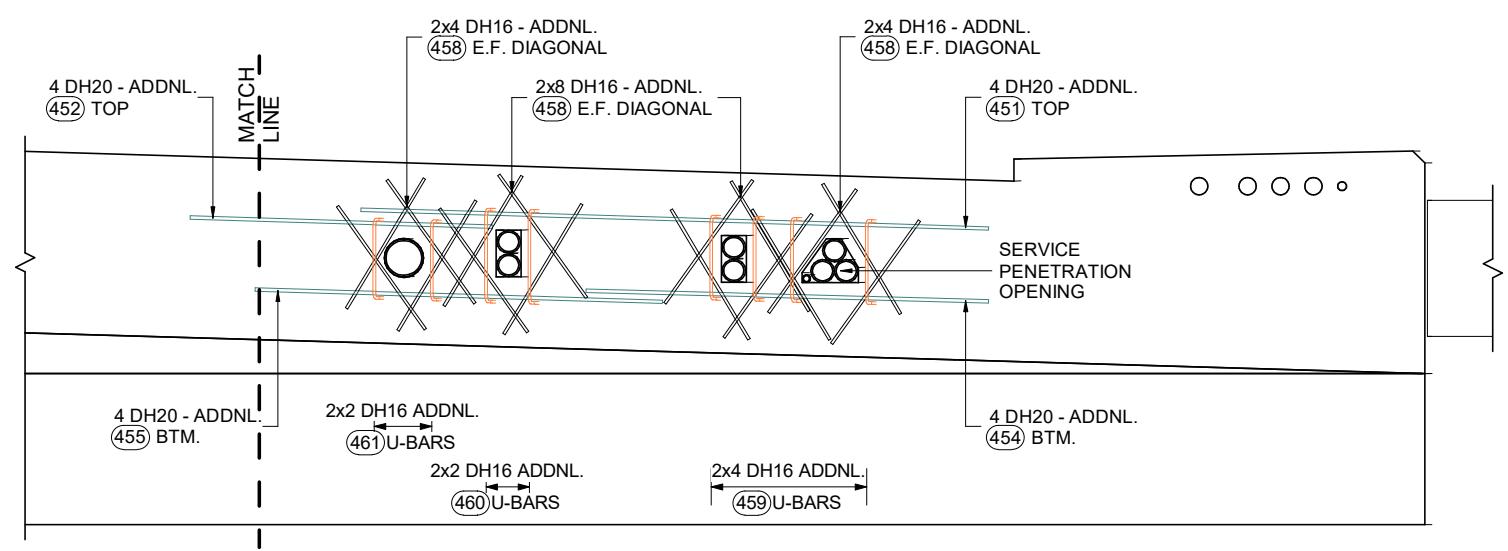 2x4 DH16 - ADDNL.
458 E.F. DIAGONAL
2x4 DH16 - ADDNL.
458 E.F. DIAGONAL
4 DH20 - ADDNL.
452 TOP
MATCH
LINE
2x8 DH16 - ADDNL.
458 E.F. DIAGONAL
4 DH20 - ADDNL.
451 TOP
SERVICE
PENETRATION
OPENING
4 DH20 - ADDNL.
455 BTM.
2x2 DH16 ADDNL.
461 U-BARS
4 DH20 - ADDNL.
454 BTM.
2x2 DH16 ADDNL.
460 U-BARS
2x4 DH16 ADDNL.
459 U-BARS